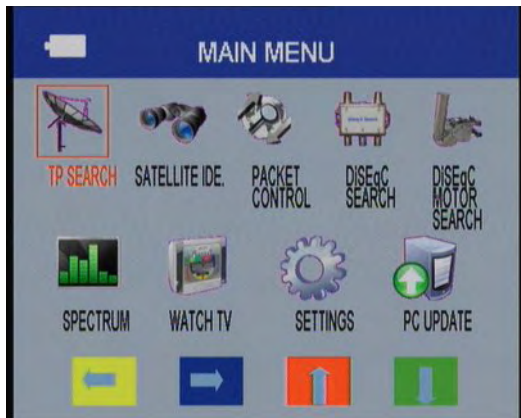 MAIN MENU
TP SEARCH
SATELLITE IDE.
PACKET
CONTROL
DiSEqC
SEARCH
DiSEqC
MOTOR
SEARCH
SPECTRUM
WATCH TV
SETTINGS
PC UPDATE